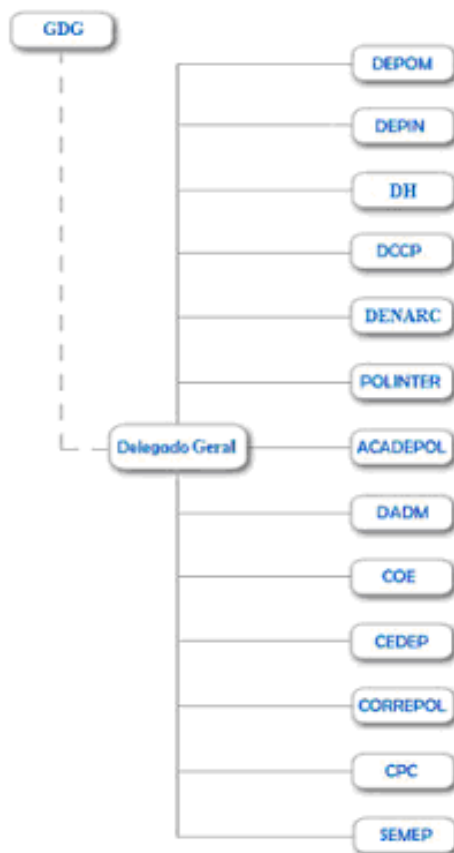 GDG
DEPOM
DEPIN
DH
DCCP
DENARC
POLINTER
Delegado Geral
ACADEPOL
DADM
COE
CEDEP
CORREPOL
CPC
SEMEP